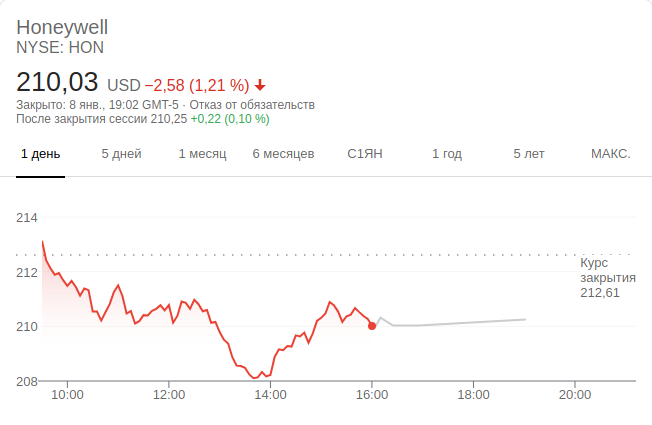 Honeywell
NYSE: HON
210,03 USD −2,58 (1,21 %)
Закрыто: 8 янв., 19:02 GMT-5 · Отказ от обязательств
После закрытия сессии 210,25 +0,22 (0,10 %)
1 день 5 дней 1 месяц 6 месяцев С1ЯН 1 год 5 лет МАКС.
214
212
210
208
Курс
закрытия
212,61
10:00 12:00 14:00 16:00 18:00 20:00